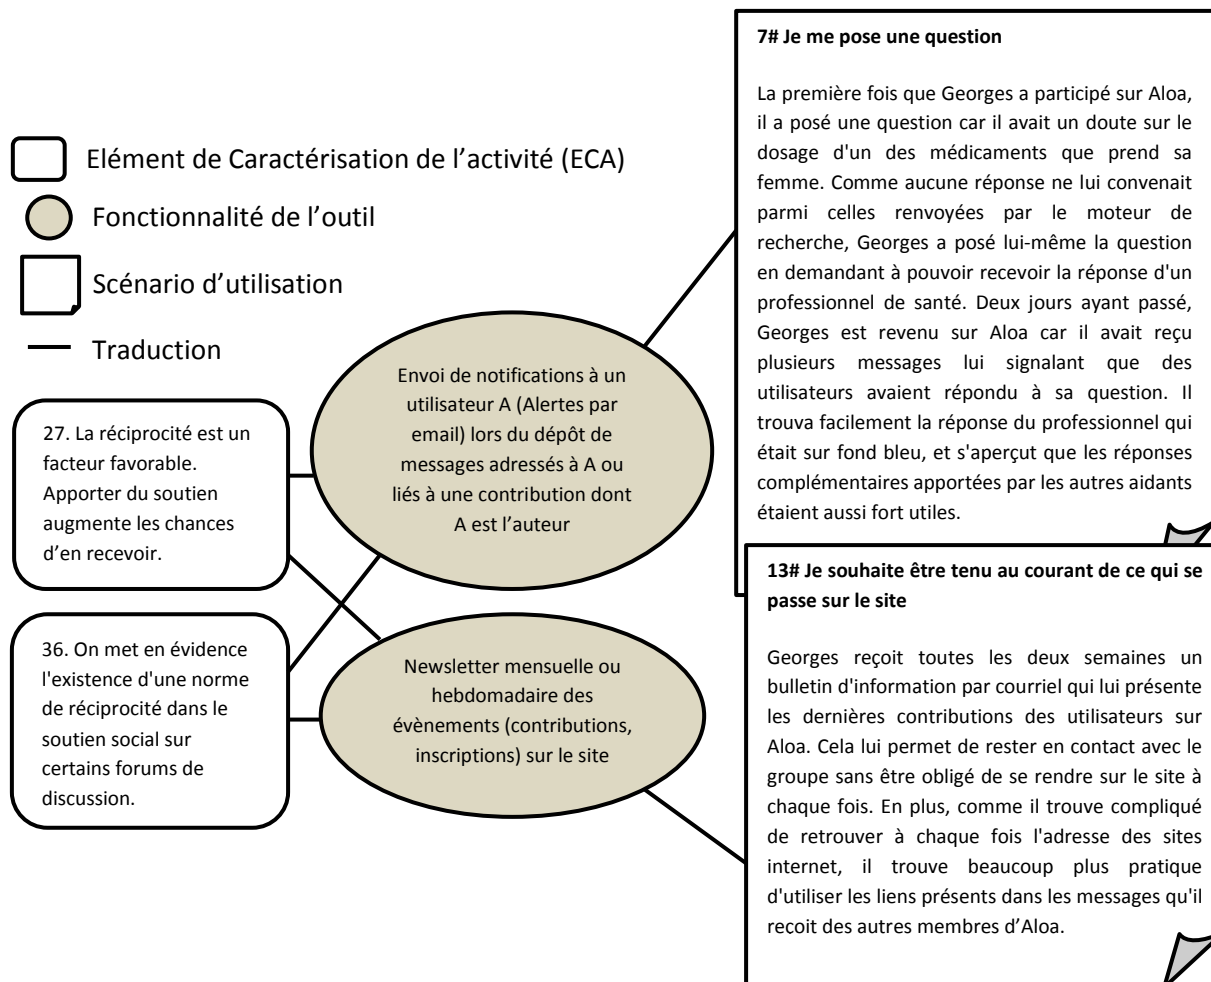 Elément de Caractérisation de l'activité (ECA)
Fonctionnalité de l'outil
Scénario d'utilisation
Traduction
27. La réciprocité est un
facteur favorable.
Apporter du soutien
augmente les chances
d'en recevoir.
36. On met en évidence
l'existence d'une norme
de réciprocité dans le
soutien social sur
certains forums de
discussion.
Envoi de notifications à un
utilisateur A (Alertes par
email) lors du dépôt de
messages adressés à A ou
liés à une contribution dont
A est l'auteur
Newsletter mensuelle ou
hebdomadaire des
évènements (contributions,
inscriptions) sur le site
7# Je me pose une question
La première fois que Georges a participé sur Aloa,
il a posé une question car il avait un doute sur le
dosage d'un des médicaments que prend sa
femme. Comme aucune réponse ne lui convenait
parmi celles renvoyées par le moteur de
recherche, Georges a posé lui-même la question
en demandant à pouvoir recevoir la réponse d'un
professionnel de santé. Deux jours ayant passé,
Georges est revenu sur Aloa car il avait reçu
plusieurs messages lui signalant que des
utilisateurs avaient répondu à sa question. Il
trouva facilement la réponse du professionnel qui
était sur fond bleu, et s'aperçut que les réponses
complémentaires apportées par les autres aidants
étaient aussi fort utiles.
13# Je souhaite être tenu au courant de ce qui se
passe sur le site
Georges reçoit toutes les deux semaines un
bulletin d'information par courriel qui lui présente
les dernières contributions des utilisateurs sur
Aloa. Cela lui permet de rester en contact avec le
groupe sans être obligé de se rendre sur le site à
chaque fois. En plus, comme il trouve compliqué
de retrouver à chaque fois l'adresse des sites
internet, il trouve beaucoup plus pratique
d'utiliser les liens présents dans les messages qu'il
recoit des autres membres d'Aloa.